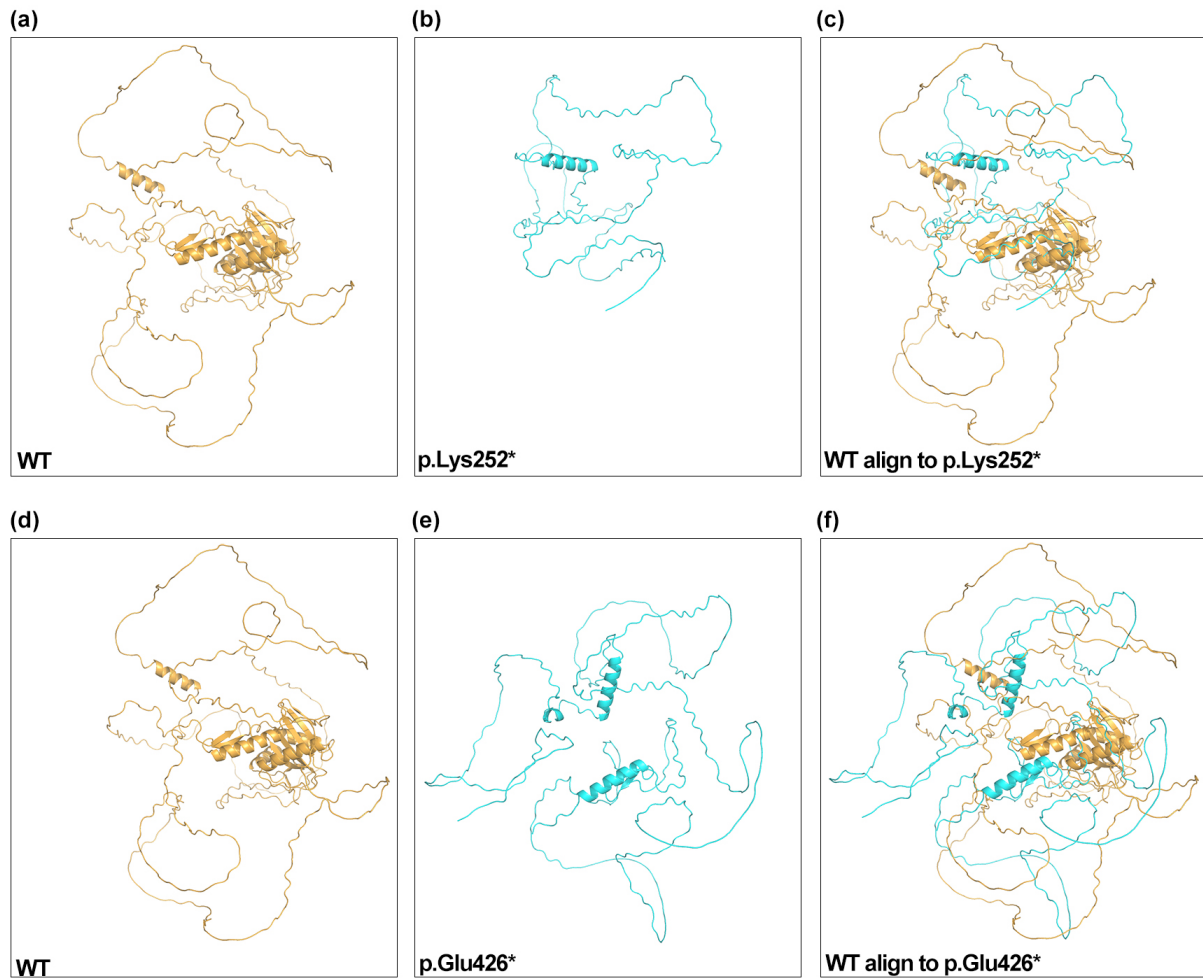 (a)
(b)
(c)
WT
p.Lys252*
WT align to p.Lys252*
(d)
(e)
(f)
WT
p.Glu426*
WT align to p.Glu426*